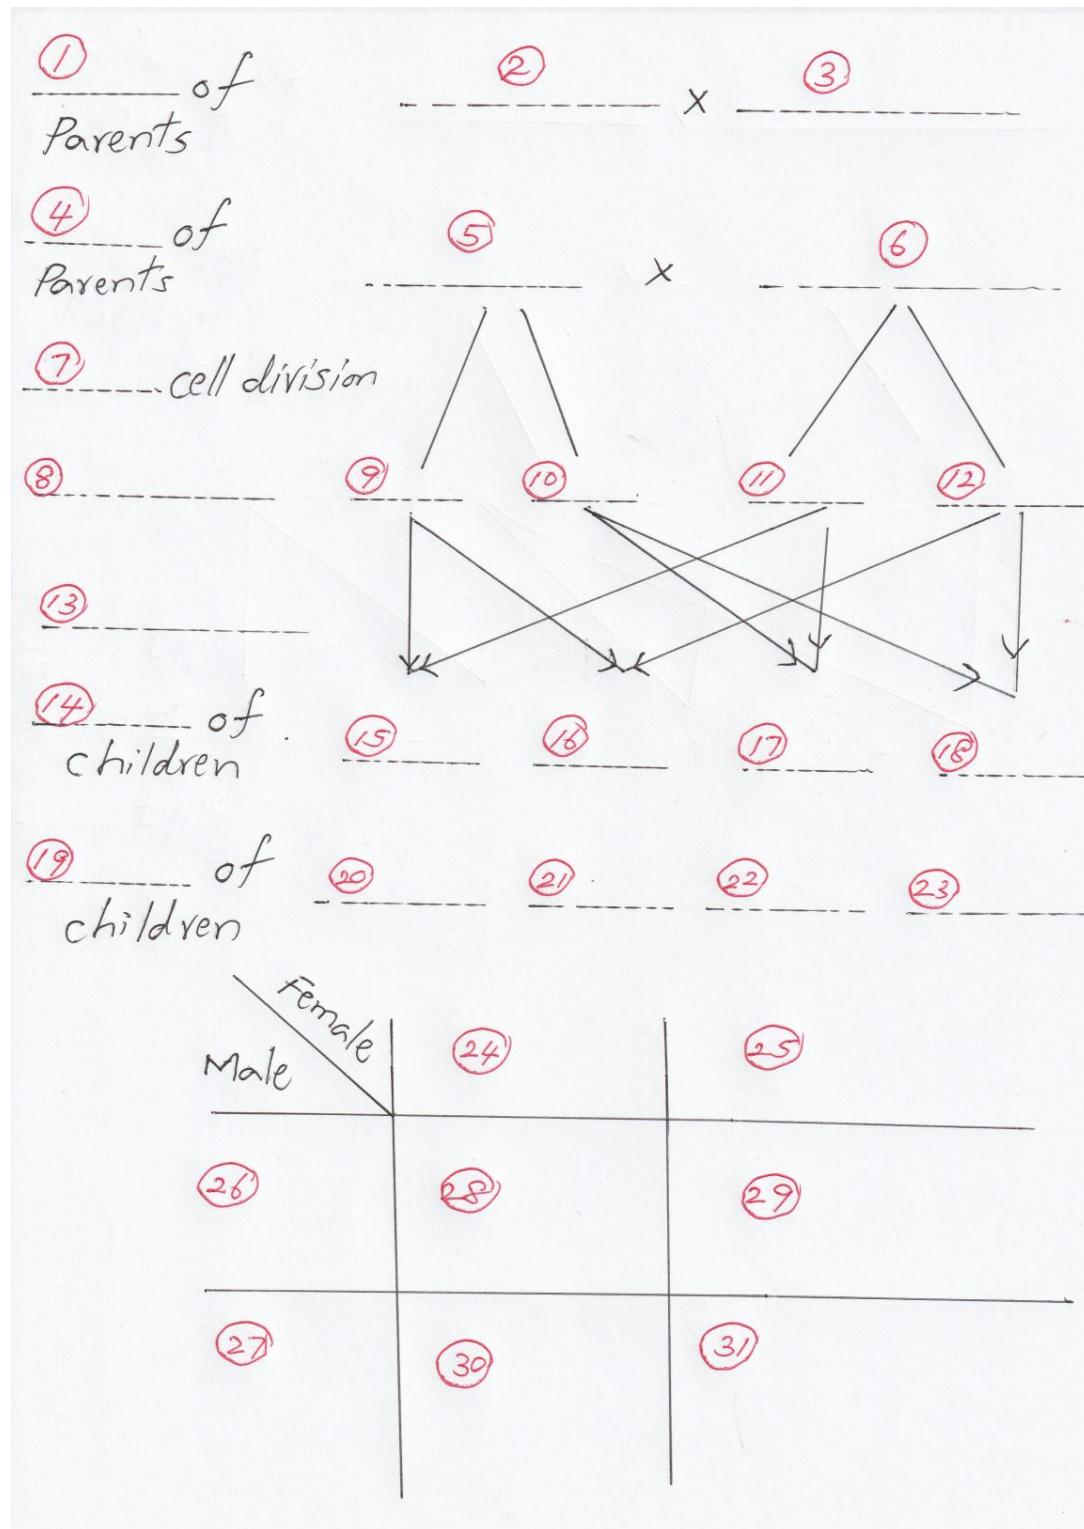 1 of
2 x 3
Parents
4 of
5 x 6
Parents
7 cell division
8 9 10 11 12
13
14 of
children
15 16 17 18
19 of
children
20 21 22 23
Female
Male
24 25
26 28 29
27 30 31